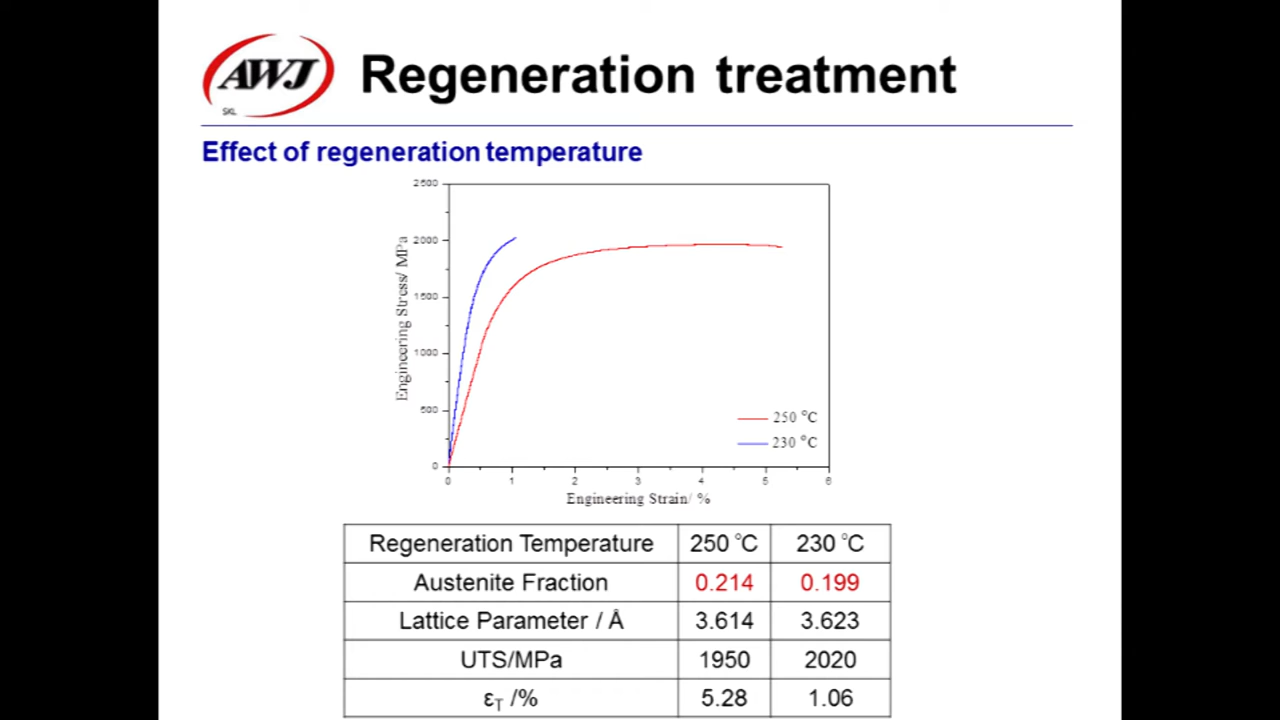 AWJ
SKL
Regeneration treatment
Effect of regeneration temperature
2500
2000
1500
1000
500
0
Engineering Stress/ MPa
250 °C
230 °C
0 1 2 3 4 5 6
Engineering Strain/ %
Regeneration Temperature 250 °C 230 °C
Austenite Fraction 0.214 0.199
Lattice Parameter / Å 3.614 3.623
UTS/MPa 1950 2020
εT /% 5.28 1.06